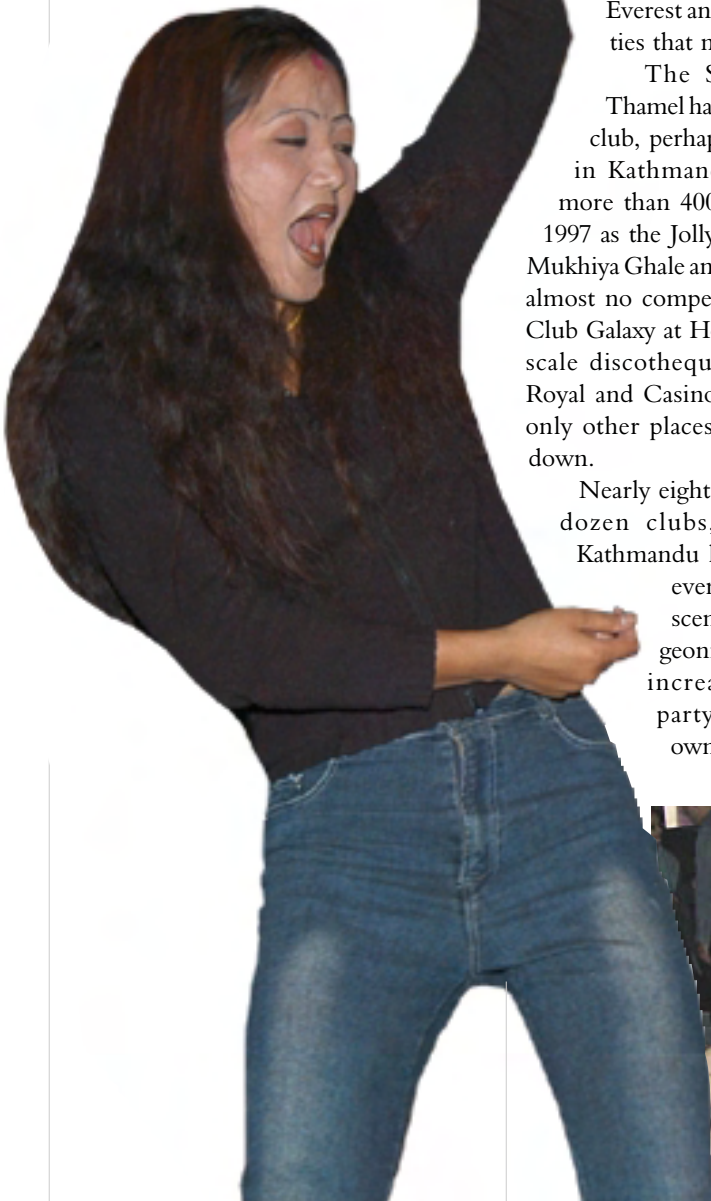 Everest an
ties that
The
Thamel ha
club, perhap
in Kathman
more than 400
1997 as the Jolly
Mukhiya Ghale an
almost no compe
Club Galaxy at H
scale discothequ
Royal and Casino
only other places
down.
Nearly eight
dozen clubs,
Kathmandu
ever
scen
geon
increa
party
own